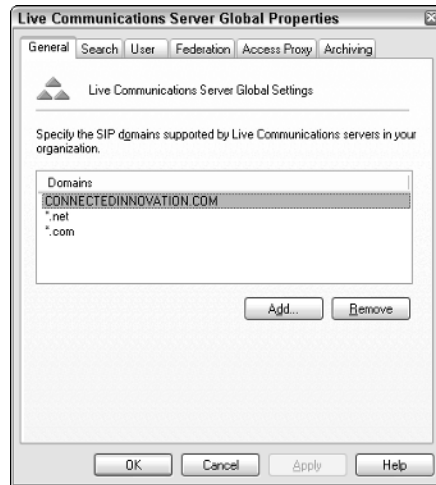 Live Communications Server Global Properties
General Search User Federation Access Proxy Archiving
Live Communications Server Global Settings
Specify the SIP domains supported by Live Communications servers in your
organization.
Domains
CONNECTEDINNOVATION.COM
*.net
*.com
Add... Remove
OK Cancel Apply Help